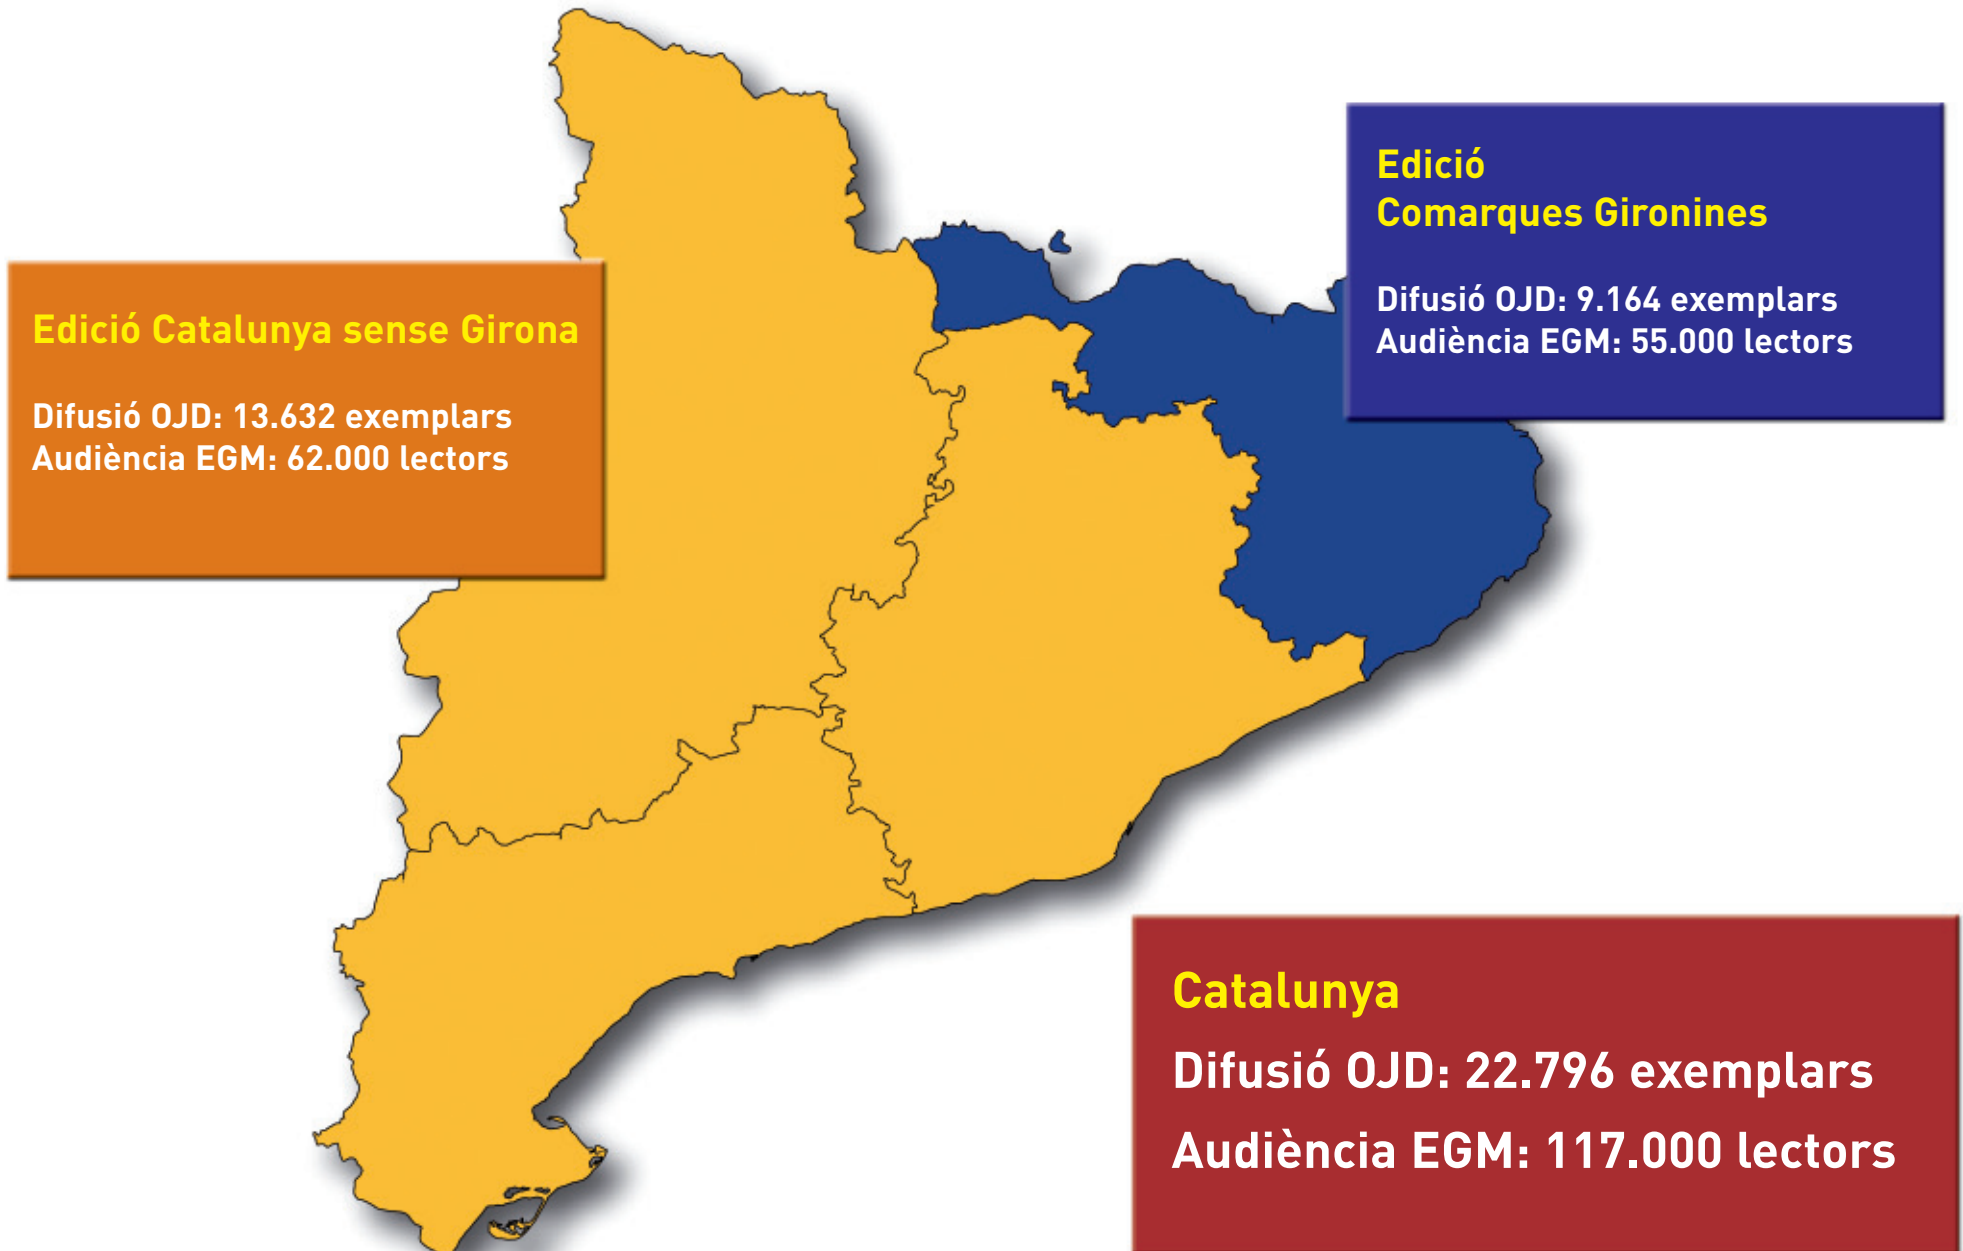 Edició
Comarques Gironines
Difusió OJD: 9.164 exemplars
Audiència EGM: 55.000 lectors
Edició Catalunya sense Girona
Difusió OJD: 13.632 exemplars
Audiència EGM: 62.000 lectors
Catalunya
Difusió OJD: 22.796 exemplars
Audiència EGM: 117.000 lectors